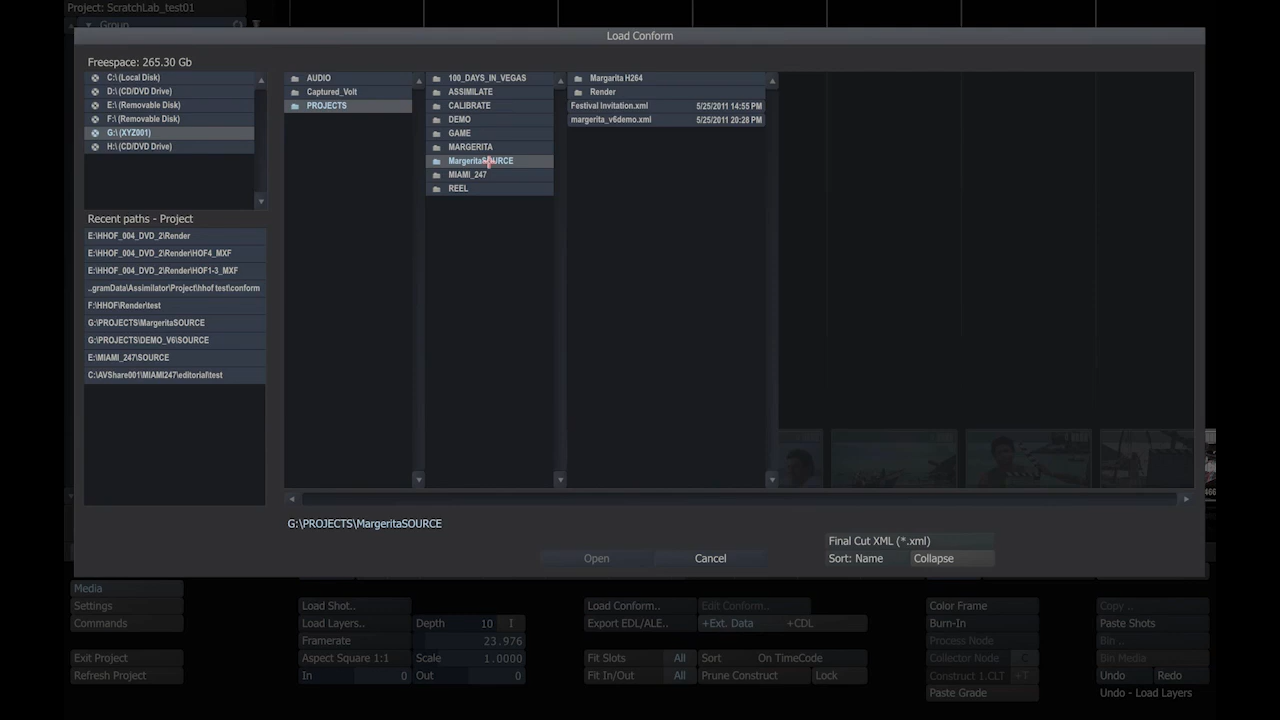 Project: ScratchLab_test01
Group
Load Conform
Freespace: 265.30 Gb
C:\ (Local Disk)
D:\ (CD/DVD Drive)
E:\ (Removable Disk)
F:\ (Removable Disk)
G:\ (XYZ001)
H:\ (CD/DVD Drive)
Recent paths - Project
E:\HHOF_004_DVD_2\Render
E:\HHOF_004_DVD_2\Render\HOF4_MXF
E:\HHOF_004_DVD_2\Render\HOF1-3_MXF
..gramData\Assimilator\Project\hhof test\conform
F:\HHOF\Render\test
G:\PROJECTS\MargeritaSOURCE
G:\PROJECTS\DEMO_V6\SOURCE
E:\MIAMI_247\SOURCE
C:\AVShare001\MIAMI247\editorial\test
AUDIO
Captured_Volt
PROJECTS
100_DAYS_IN_VEGAS
ASSIMILATE
CALIBRATE
DEMO
GAME
MARGERITA
MargeritaSOURCE
MIAMI_247
REEL
Margarita H264
Render
Festival Invitation.xml 5/25/2011 14:55 PM
margerita_v6demo.xml 5/25/2011 20:28 PM
G:\PROJECTS\MargeritaSOURCE
Open Cancel
Final Cut XML (*.xml)
Sort: Name Collapse
Media
Settings
Commands
Exit Project
Refresh Project
Load Shot..
Load Layers.. Depth 10 I
Framerate 23.976
Aspect Square 1:1 Scale 1.0000
In 0 Out 0
Load Conform.. Edit Conform..
Export EDL/ALE.. +Ext. Data +CDL
Fit Slots All Sort On TimeCode
Fit In/Out All Prune Construct Lock
Color Frame
Burn-In
Process Node
Collector Node C
Construct 1.CLT +T
Paste Grade
Copy ..
Paste Shots
Bin ..
Bin Media
Undo Redo
Undo - Load Layers